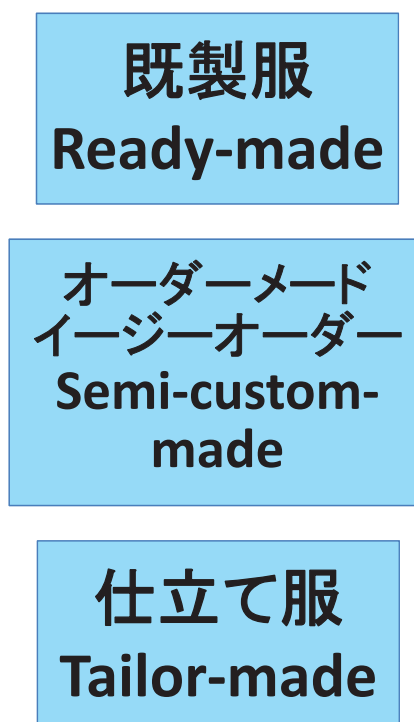 既製服
Ready-made
オーダーメード
イージーオーダー
Semi-custom-
made
仕立て服
Tailor-made